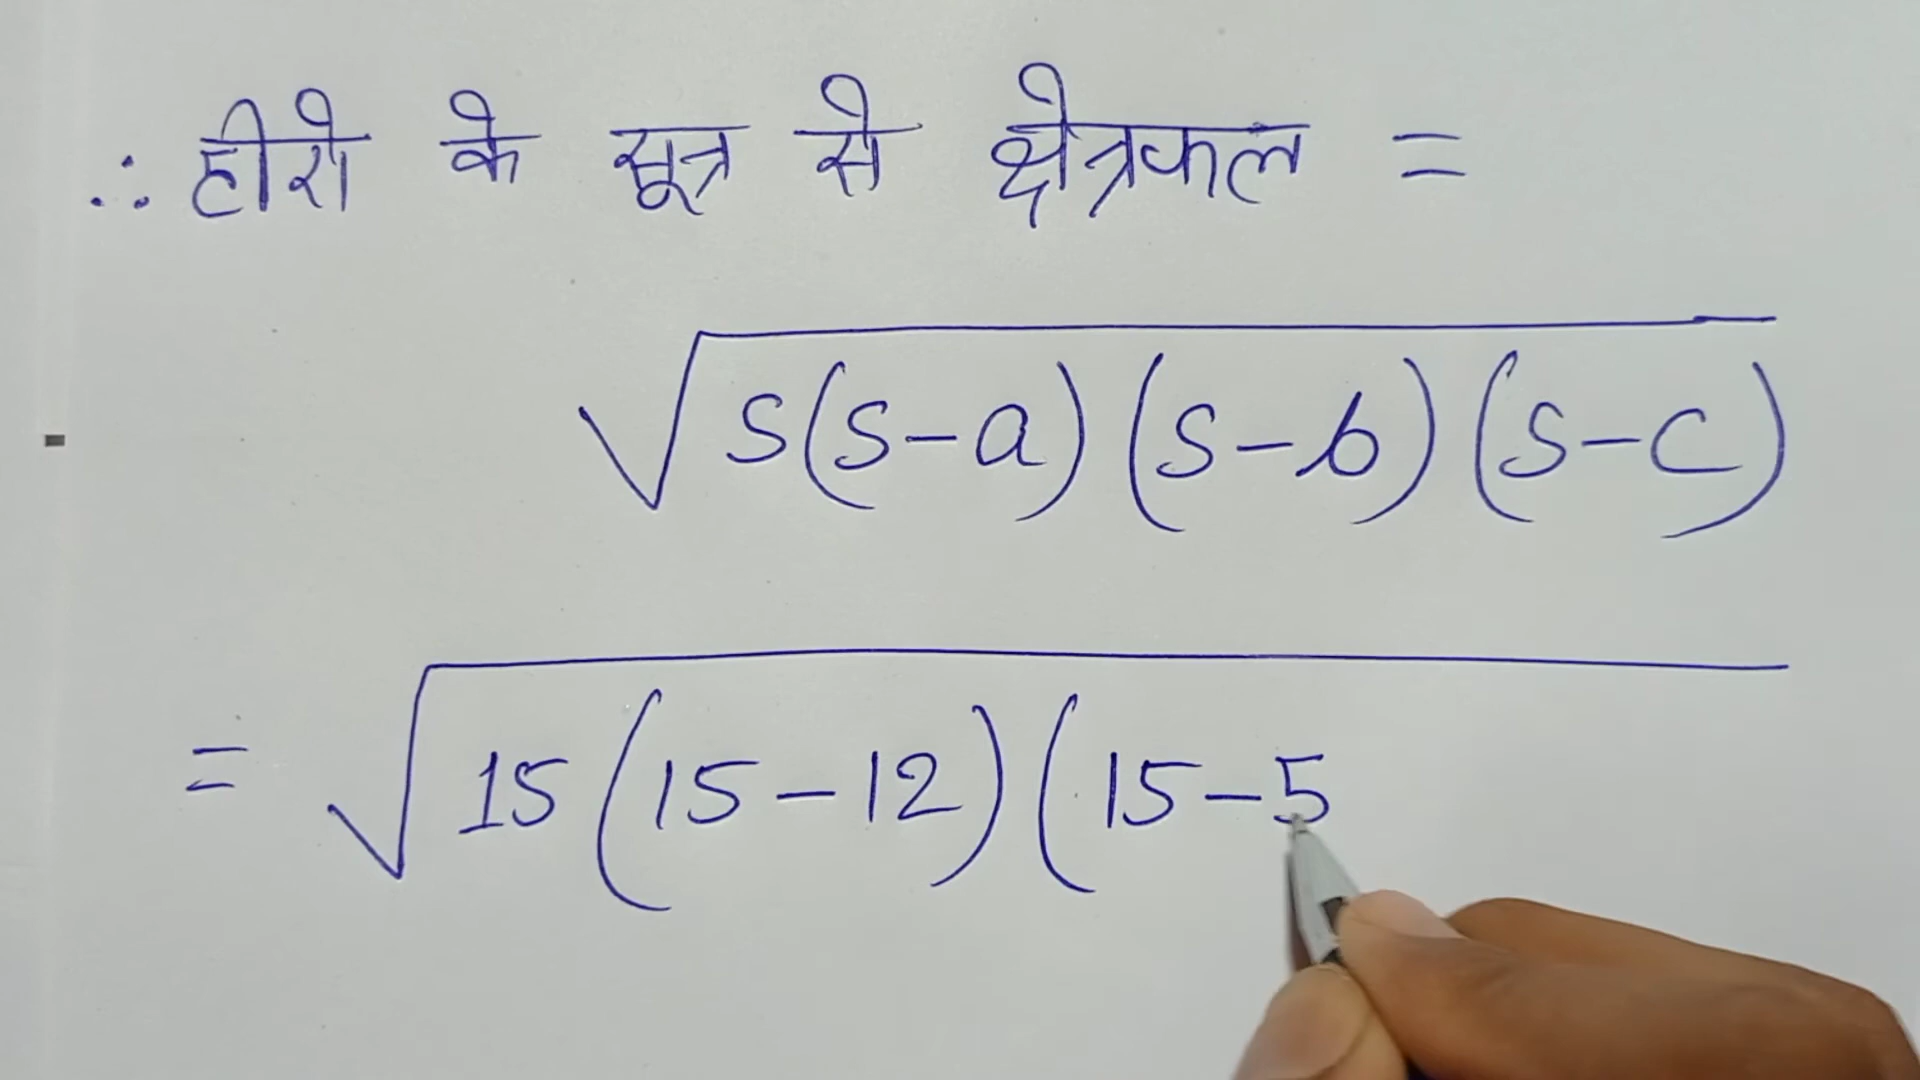 ∴ हीरो के सूत्र से क्षेत्रफल =
√s(s-a)(s-b)(s-c)
= √15(15-12)(15-5